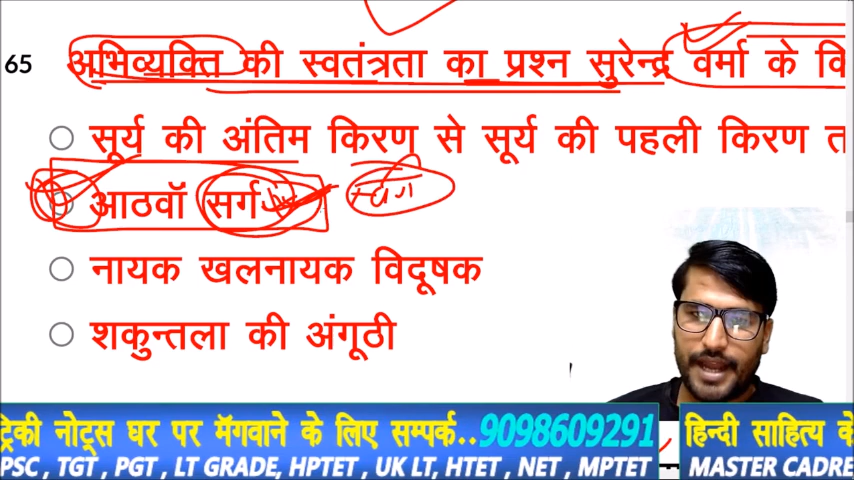 65 अभिव्यक्ति की स्वतंत्रता का प्रश्न सुरेन्द्र वर्मा के कि
सूर्य की अंतिम किरण से सूर्य की पहली किरण त
आठवॉ सर्ग
नायक खलनायक विदूषक
शकुन्तला की अंगूठी
ट्रिकी नोट्स घर पर मॅगवाने के लिए सम्पर्क..9098609291 हिन्दी साहित्य के
PSC , TGT , PGT , LT GRADE, HPTET , UK LT, HTET , NET , MPTET MASTER CADRE